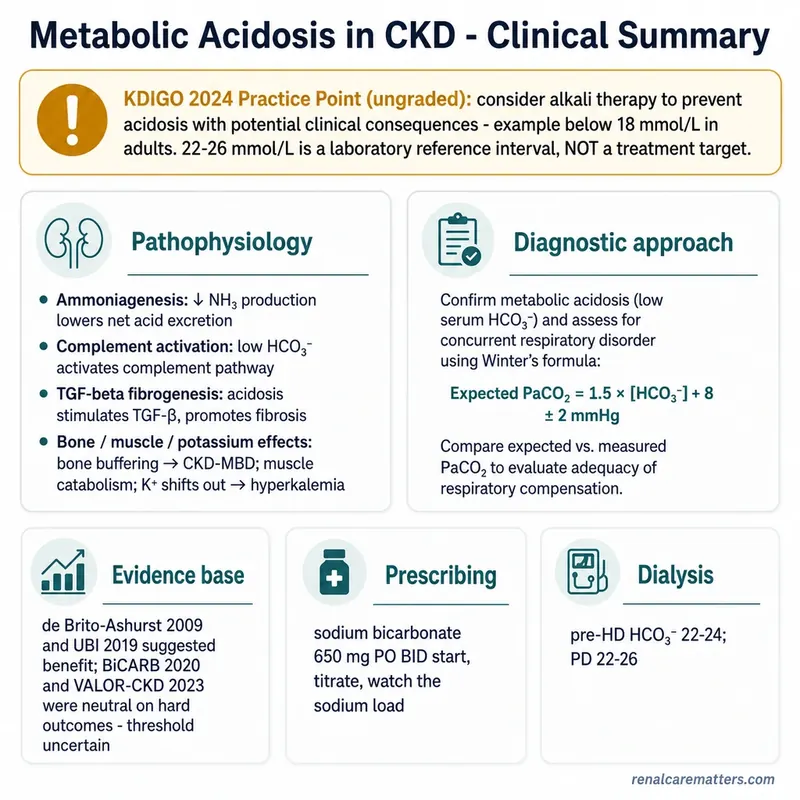 Metabolic Acidosis in CKD - Clinical Summary
KDIGO 2024 Practice Point (ungraded): consider alkali therapy to prevent
acidosis with potential clinical consequences - example below 18 mmol/L in
adults. 22-26 mmol/L is a laboratory reference interval, NOT a treatment target.
Pathophysiology
• Ammoniagenesis: ↓ NH₃ production
lowers net acid excretion
• Complement activation: low HCO₃⁻
activates complement pathway
• TGF-beta fibrogenesis: acidosis
stimulates TGF-β, promotes fibrosis
• Bone / muscle / potassium effects:
bone buffering → CKD-MBD; muscle
catabolism; K⁺ shifts out → hyperkalemia
Diagnostic approach
Confirm metabolic acidosis (low
serum HCO₃⁻) and assess for
concurrent respiratory disorder
using Winter's formula:
Expected PaCO₂ = 1.5 × [HCO₃⁻] + 8
± 2 mmHg
Compare expected vs. measured
PaCO₂ to evaluate adequacy of
respiratory compensation.
Evidence base
de Brito-Ashurst 2009
and UBI 2019 suggested
benefit; BiCARB 2020
and VALOR-CKD 2023
were neutral on hard
outcomes - threshold
uncertain
Prescribing
sodium bicarbonate
650 mg PO BID start,
titrate, watch the
sodium load
Dialysis
pre-HD HCO₃⁻ 22-24;
PD 22-26
renalcarematters.com